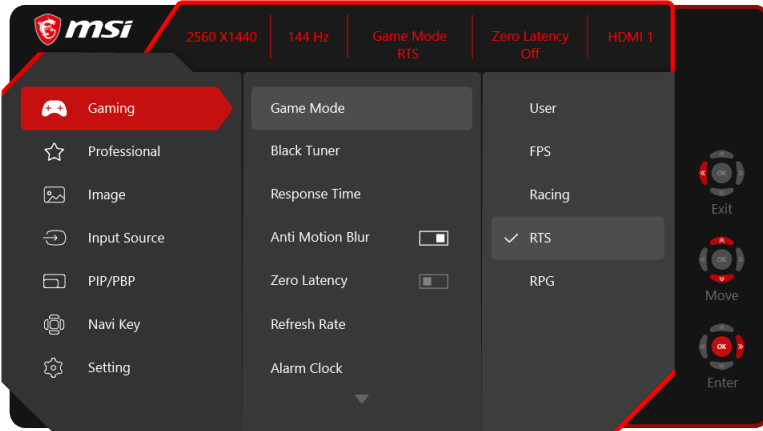 msi
2560 X1440
144 Hz
Game Mode
RTS
Zero Latency
Off
HDMI 1
Gaming
Professional
Image
Input Source
PIP/PBP
Navi Key
Setting
Game Mode
Black Tuner
Response Time
Anti Motion Blur
Zero Latency
Refresh Rate
Alarm Clock
User
FPS
Racing
RTS
RPG
OK
Exit
OK
Move
OK
Enter